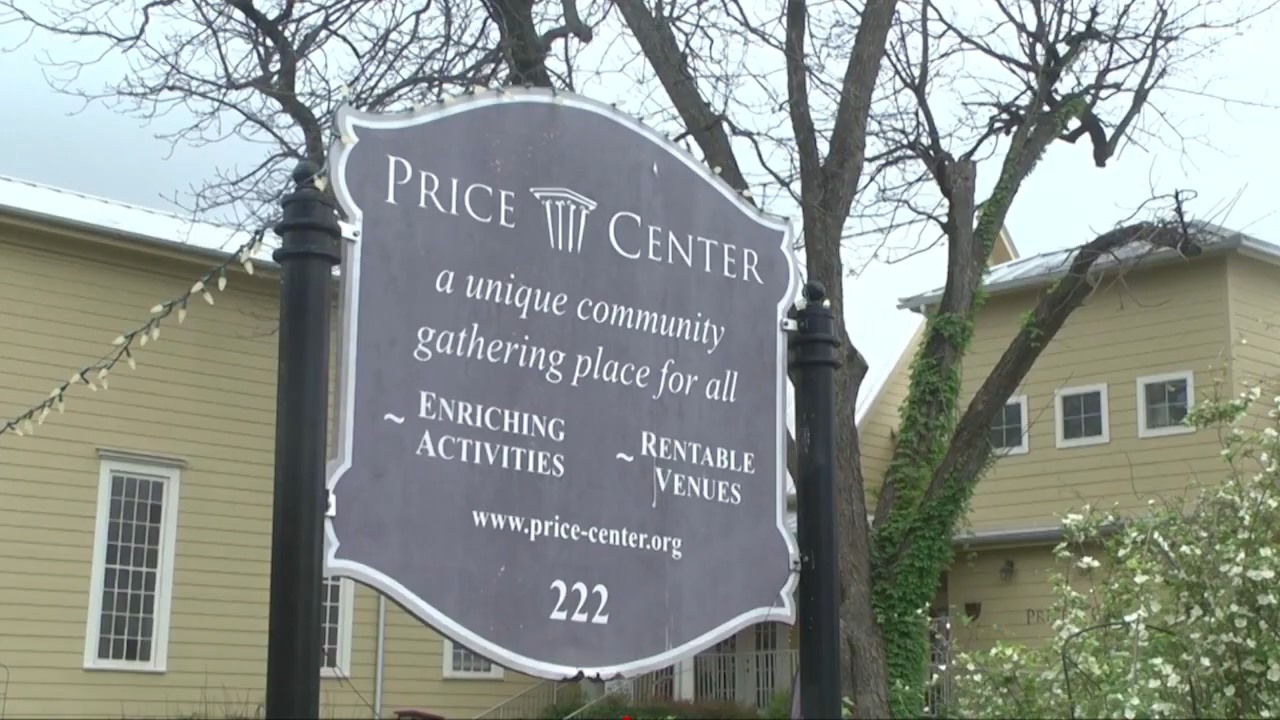 PRICE CENTER
a unique community
gathering place for all
~ ENRICHING
ACTIVITIES
~ RENTABLE
VENUES
www.price-center.org
222